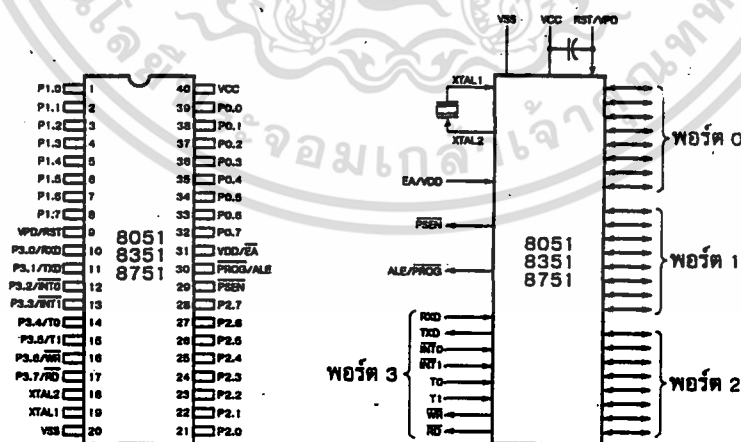 P1.0 1 40 VCC
P1.1 2 39 P0.0
P1.2 3 38 P0.1
P1.3 4 37 P0.2
P1.4 5 36 P0.3
P1.5 6 35 P0.4
P1.6 7 34 P0.5
P1.7 8 33 P0.6
VPD/RST 9 32 P0.7
P3.0/RXD 10 31 VDD/EA
P3.1/TXD 11 30 PROG/ALE
P3.2/INT0 12 29 PSEN
P3.3/INT1 13 28 P2.7
P3.4/T0 14 27 P2.6
P3.5/T1 15 26 P2.5
P3.6/WR 16 25 P2.4
P3.7/RD 17 24 P2.3
XTAL2 18 23 P2.2
XTAL1 19 22 P2.1
VSS 20 21 P2.0
8051
8351
8751
VSS VCC RST/VPD
XTAL1
XTAL2
EA/VDD
PSEN
ALE/PROG
8051
8351
8751
พอร์ต 0
พอร์ต 1
พอร์ต 2
พอร์ต 3
RXD
TXD
INT0
INT1
T0
T1
WR
RD